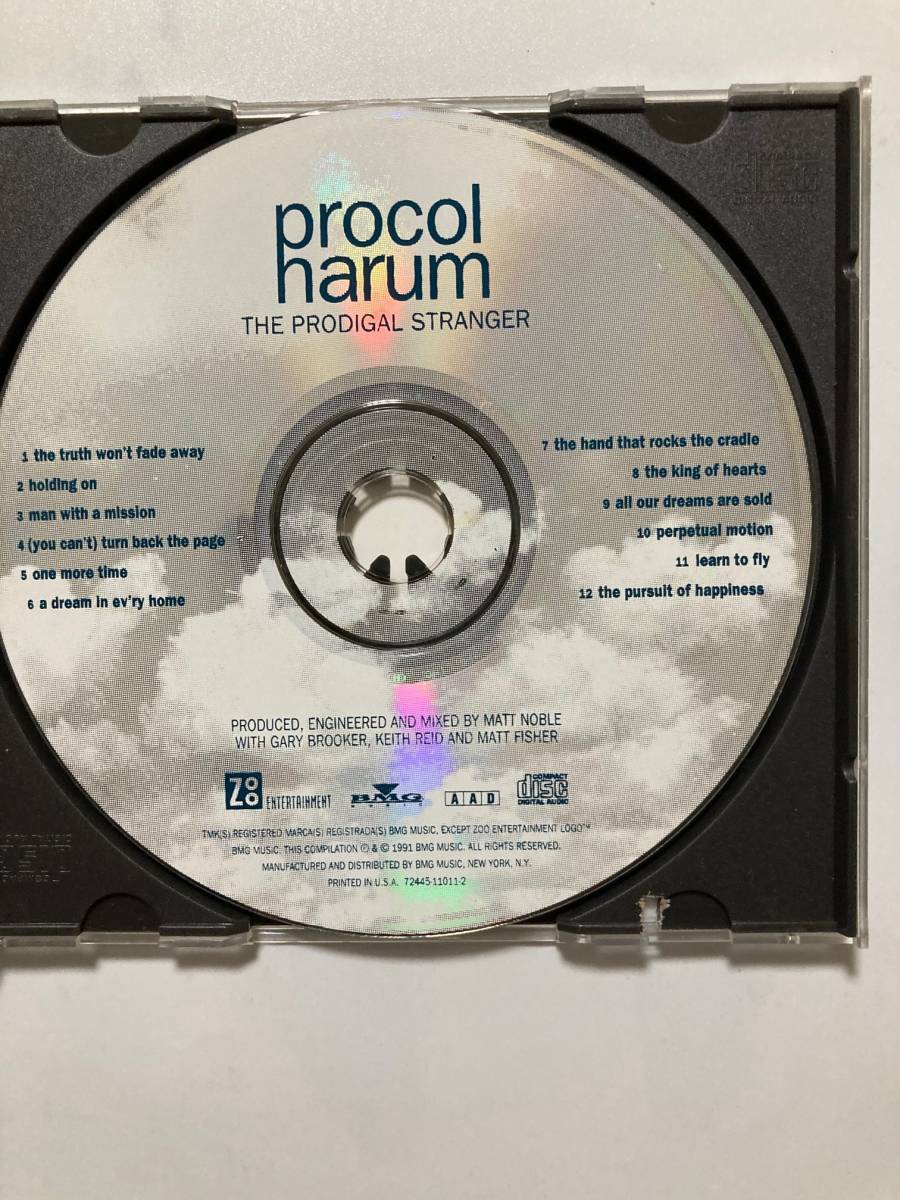 procol
harum
THE PRODIGAL STRANGER
1 the truth won't fade away
2 holding on
3 man with a mission
4 (you can't) turn back the page
5 one more time
6 a dream in ev'ry home
7 the hand that rocks the cradle
8 the king of hearts
9 all our dreams are sold
10 perpetual motion
11 learn to fly
12 the pursuit of happiness
PRODUCED, ENGINEERED AND MIXED BY MATT NOBLE
WITH GARY BROOKER, KEITH REID AND MATT FISHER
ZOO ENTERTAINMENT
BMG MUSIC
AAD
COMPACT
disc
DIGITAL AUDIO
TMK(S) REGISTERED MARCA(S) REGISTRADA(S) BMG MUSIC, EXCEPT ZOO ENTERTAINMENT LOGO™
BMG MUSIC. THIS COMPILATION ℗ & © 1991 BMG MUSIC. ALL RIGHTS RESERVED.
MANUFACTURED AND DISTRIBUTED BY BMG MUSIC, NEW YORK, N.Y.
PRINTED IN U.S.A. 72445-11011-2